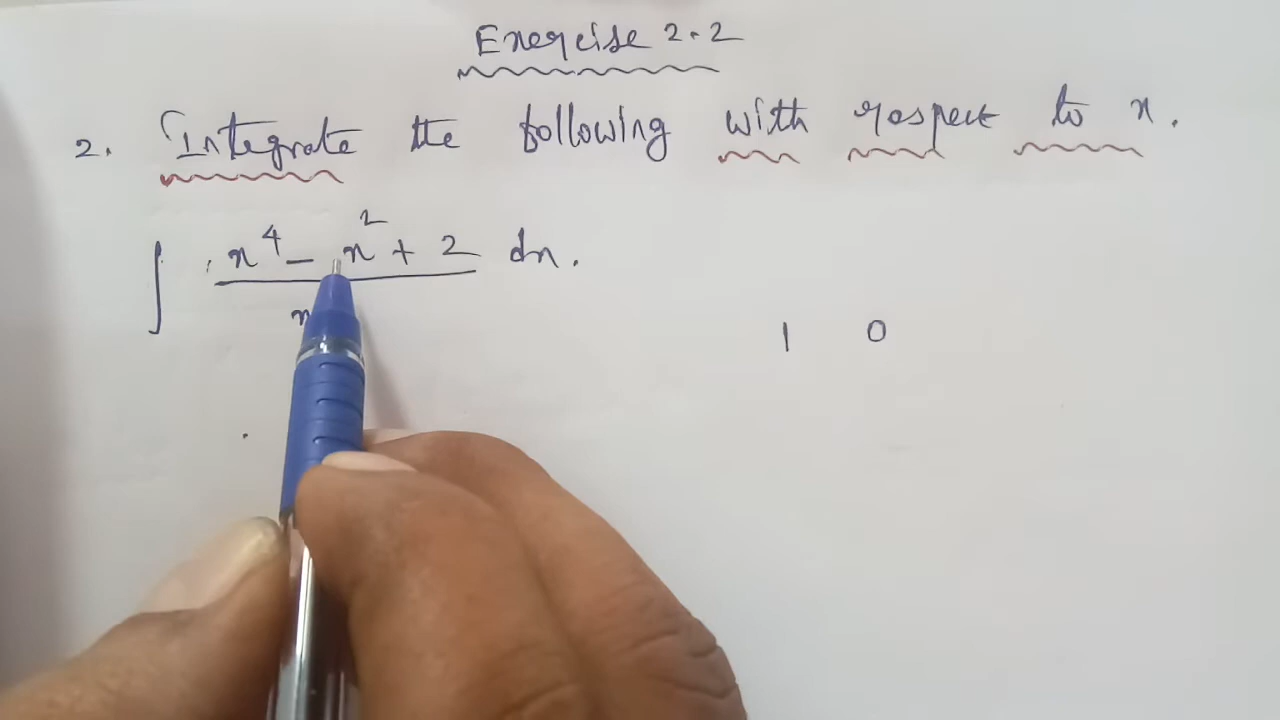 Exercise 2.2
2. Integrate the following with respect to x.
∫ x⁴ - x² + 2 dx.
x
1 0